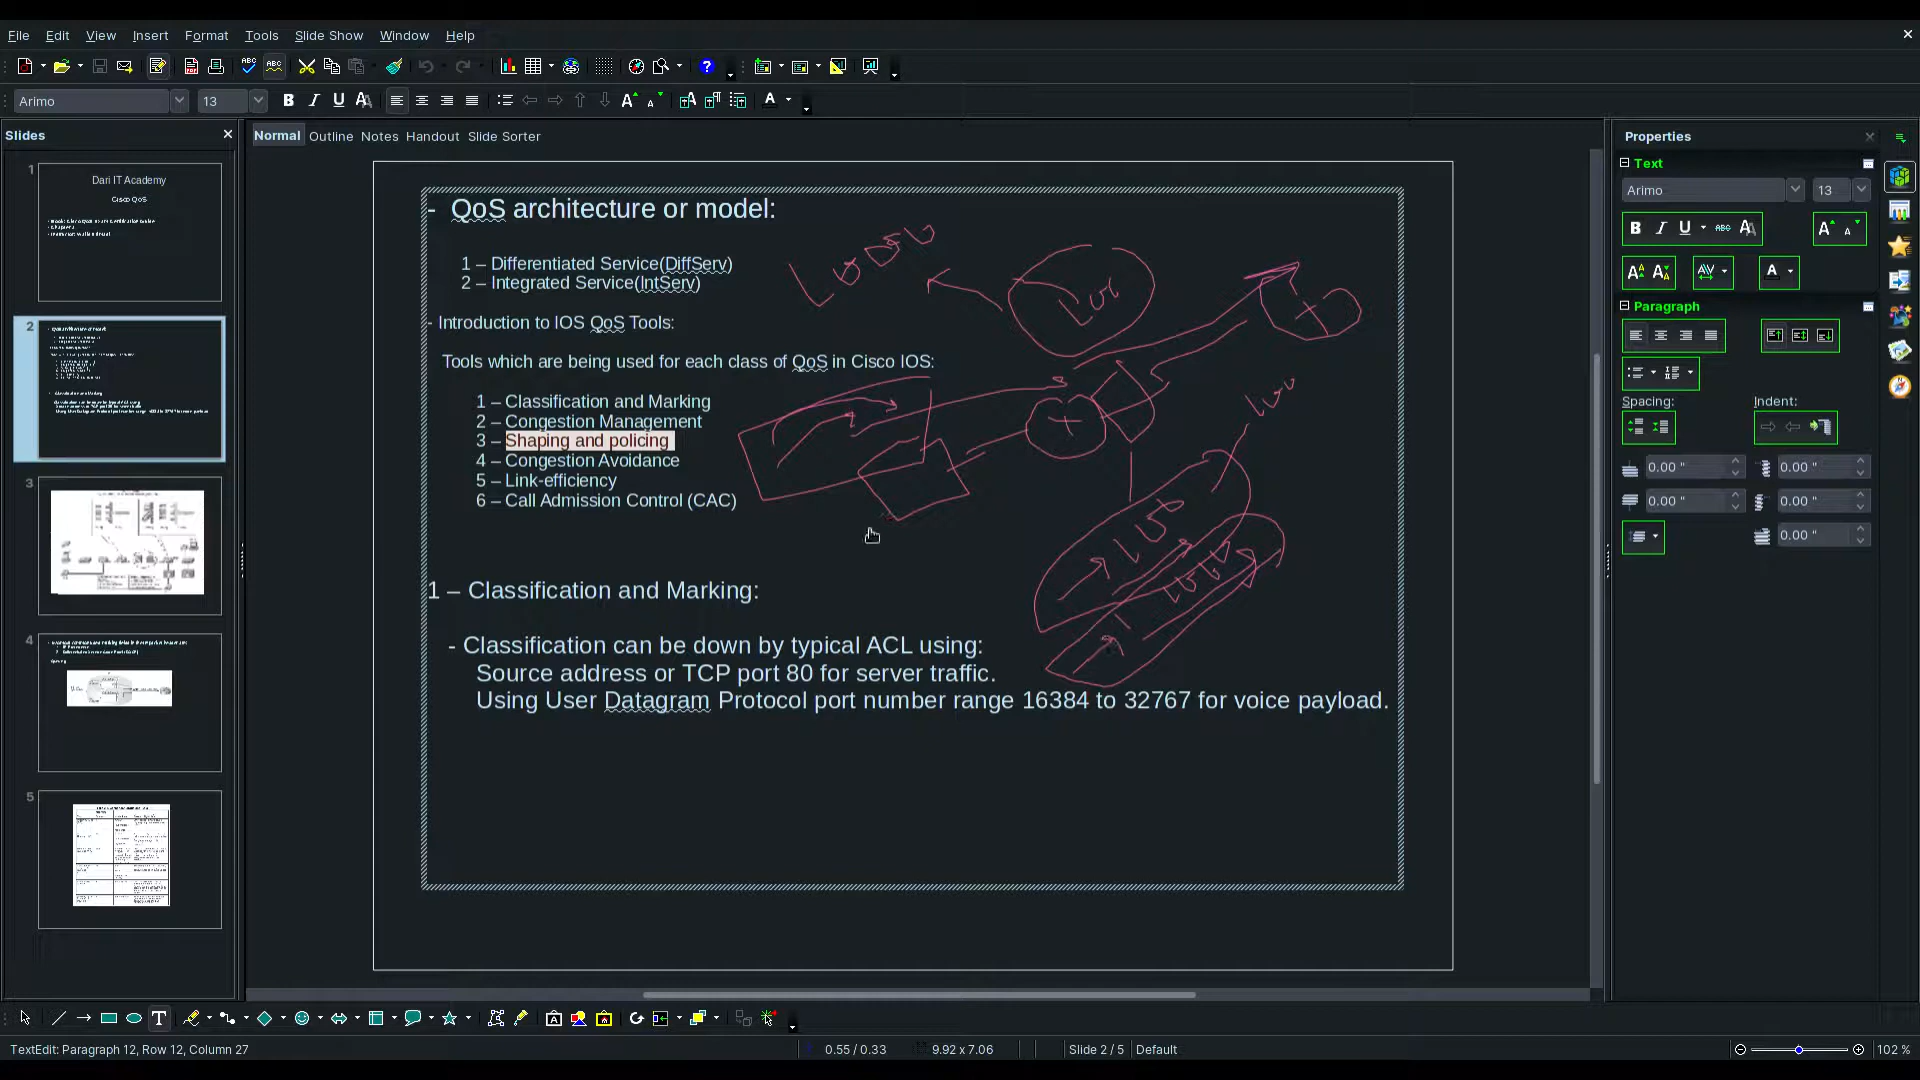 File Edit View Insert Format Tools Slide Show Window Help
Arimo 13
Slides
Normal Outline Notes Handout Slide Sorter
1
Dari IT Academy
Cisco QoS
2
3
4
5
- QoS architecture or model:
1 – Differentiated Service(DiffServ)
2 – Integrated Service(IntServ)
- Introduction to IOS QoS Tools:
Tools which are being used for each class of QoS in Cisco IOS:
1 – Classification and Marking
2 – Congestion Management
3 – Shaping and policing
4 – Congestion Avoidance
5 – Link-efficiency
6 – Call Admission Control (CAC)
1 – Classification and Marking:
- Classification can be down by typical ACL using:
Source address or TCP port 80 for server traffic.
Using User Datagram Protocol port number range 16384 to 32767 for voice payload.
Properties
Text
Arimo 13
Paragraph
Spacing: Indent:
0.00 " 0.00 "
0.00 " 0.00 "
0.00 "
TextEdit: Paragraph 12, Row 12, Column 27
0.55 / 0.33
9.92 x 7.06
Slide 2 / 5
Default
102 %